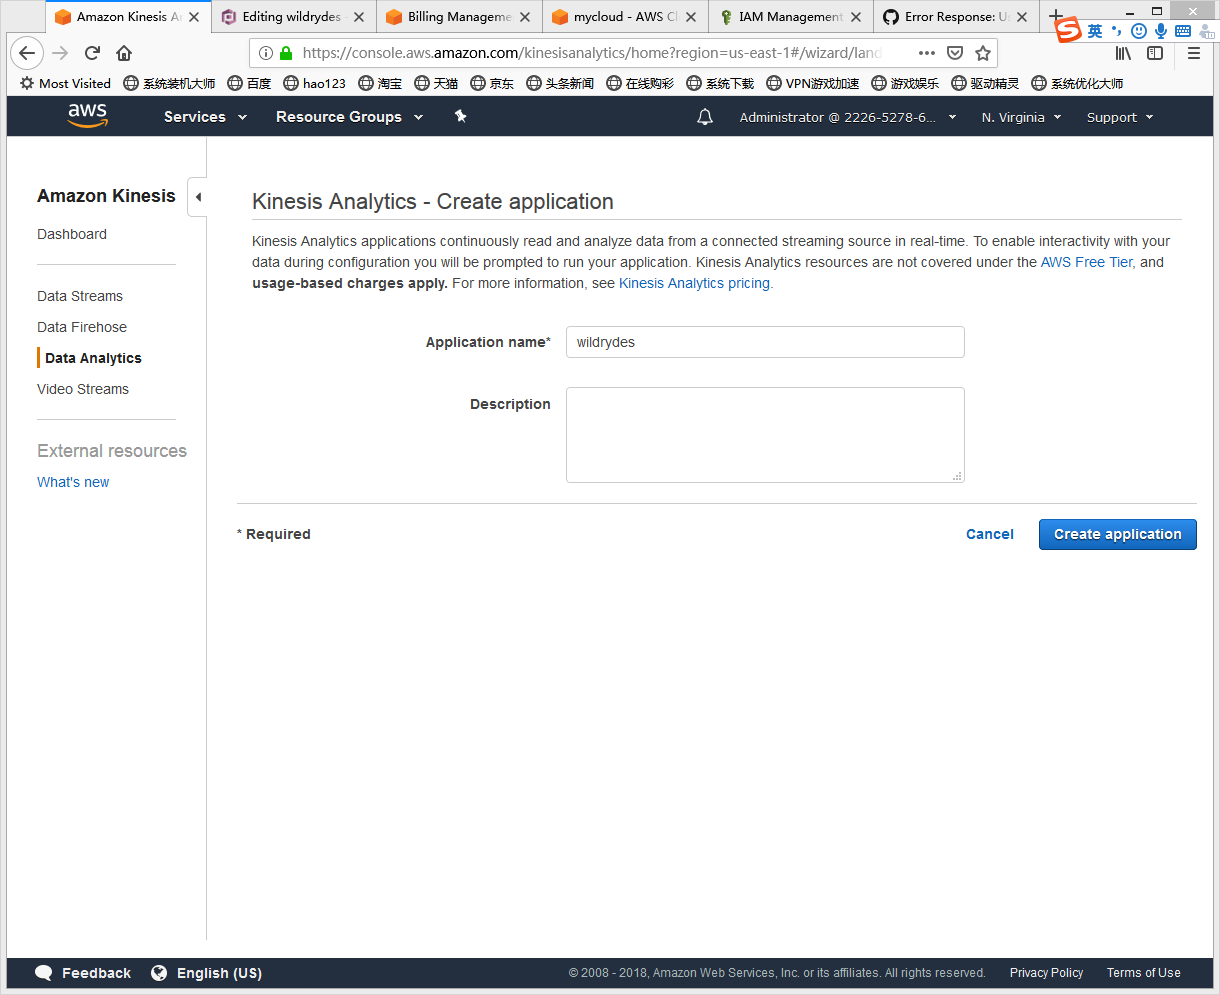 Amazon Kinesis A
Editing wildrydes
Billing Manageme
mycloud - AWS Cl
IAM Management
Error Response: U
英
https://console.aws.amazon.com/kinesisanalytics/home?region=us-east-1#/wizard/land
Most Visited 系统装机大师 百度 hao123 淘宝 天猫 京东 头条新闻 在线购彩 系统下载 VPN游戏加速 游戏娱乐 驱动精灵 系统优化大师
aws Services Resource Groups Administrator @ 2226-5278-6... N. Virginia Support
Amazon Kinesis
Dashboard
Data Streams
Data Firehose
Data Analytics
Video Streams
External resources
What's new
Kinesis Analytics - Create application
Kinesis Analytics applications continuously read and analyze data from a connected streaming source in real-time. To enable interactivity with your
data during configuration you will be prompted to run your application. Kinesis Analytics resources are not covered under the AWS Free Tier, and
usage-based charges apply. For more information, see Kinesis Analytics pricing.
Application name* wildrydes
Description
* Required
Cancel Create application
Feedback English (US) © 2008 - 2018, Amazon Web Services, Inc. or its affiliates. All rights reserved. Privacy Policy Terms of Use